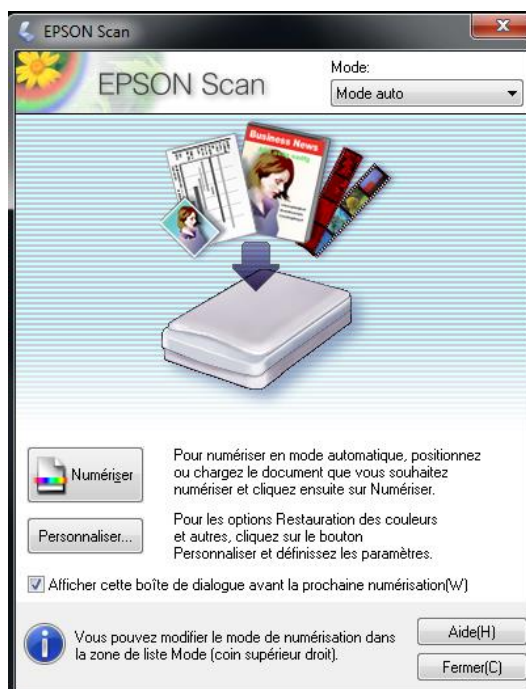 EPSON Scan
EPSON Scan
Mode:
Mode auto
Business News
Numériser
Pour numériser en mode automatique, positionnez
ou chargez le document que vous souhaitez
numériser et cliquez ensuite sur Numériser.
Personnaliser...
Pour les options Restauration des couleurs
et autres, cliquez sur le bouton
Personnaliser et définissez les paramètres.
Afficher cette boîte de dialogue avant la prochaine numérisation(W)
Vous pouvez modifier le mode de numérisation dans
la zone de liste Mode (coin supérieur droit).
Aide(H)
Fermer(C)